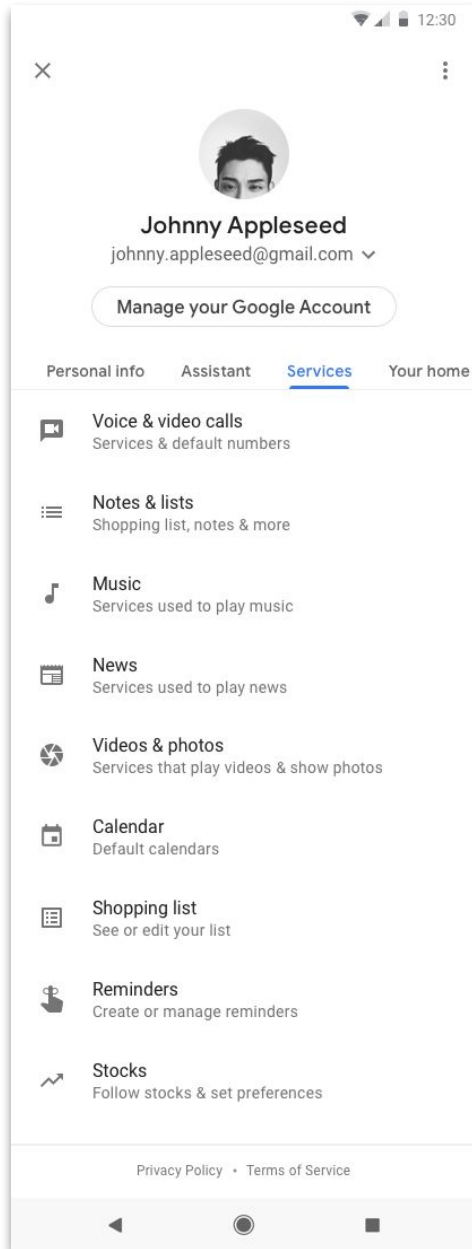 12:30
Johnny Appleseed
johnny.appleseed@gmail.com
Manage your Google Account
Personal info Assistant Services Your home
Voice & video calls
Services & default numbers
Notes & lists
Shopping list, notes & more
Music
Services used to play music
News
Services used to play news
Videos & photos
Services that play videos & show photos
Calendar
Default calendars
Shopping list
See or edit your list
Reminders
Create or manage reminders
Stocks
Follow stocks & set preferences
Privacy Policy • Terms of Service